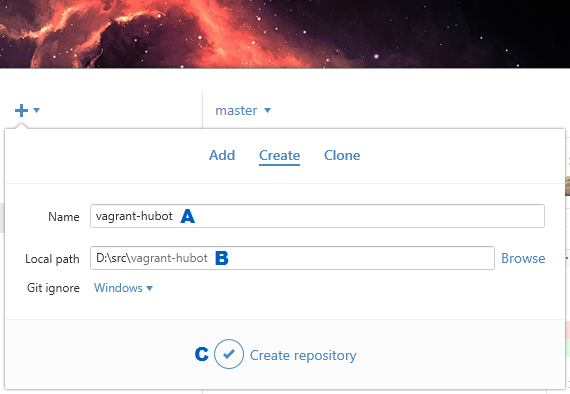 master
Add Create Clone
Name vagrant-hubot A
Local path D:\src\vagrant-hubot B Browse
Git ignore Windows
C Create repository